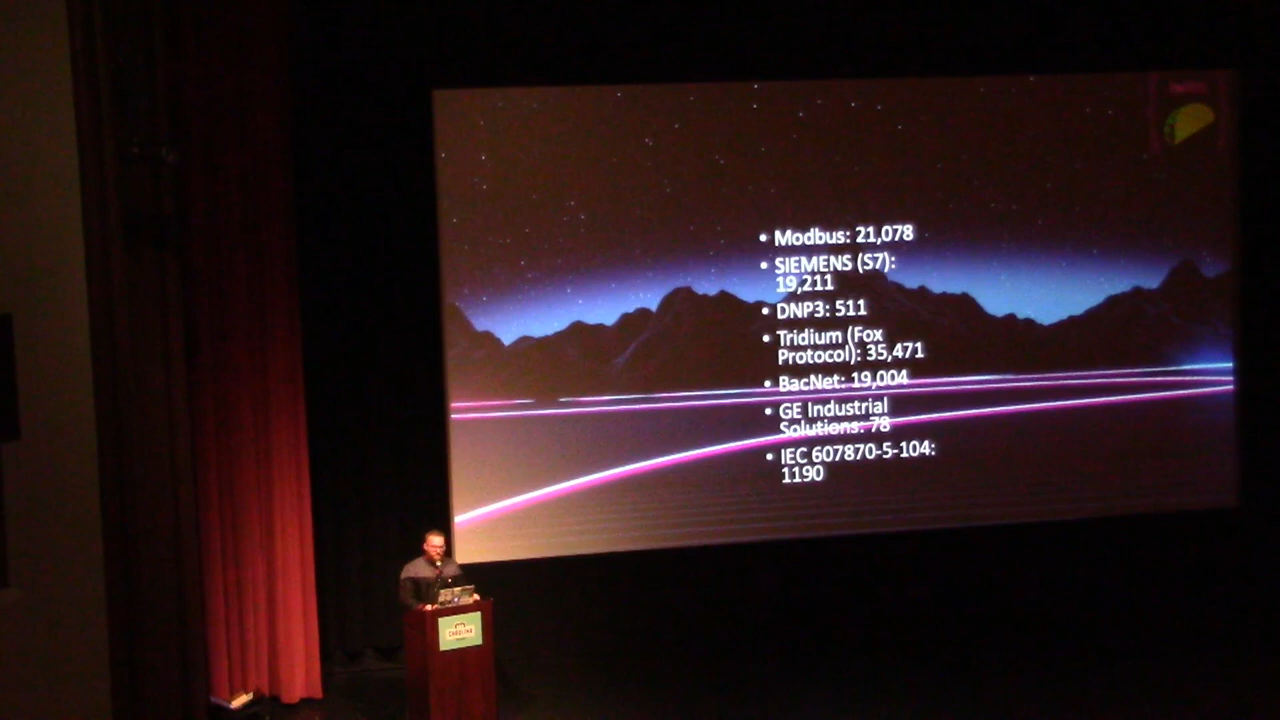 • Modbus: 21,078
• SIEMENS (S7):
19,211
• DNP3: 511
• Tridium (Fox
Protocol): 35,471
• BacNet: 19,004
• GE Industrial
Solutions: 78
• IEC 607870-5-104:
1190
CAROLINA